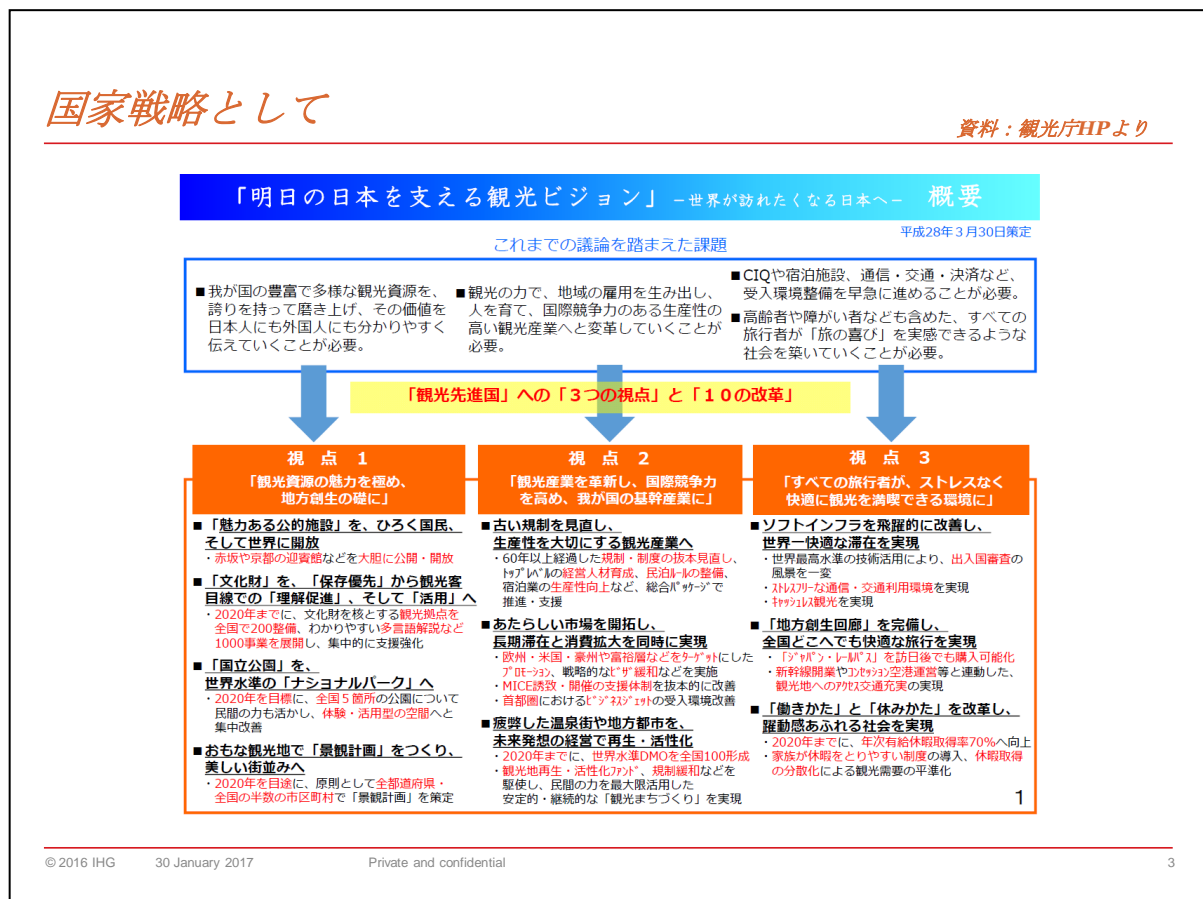 国家戦略として
資料：観光庁HPより
「明日の日本を支える観光ビジョン」－世界が訪れたくなる日本へ－ 概要
平成28年３月30日策定
これまでの議論を踏まえた課題
■我が国の豊富で多様な観光資源を、
誇りを持って磨き上げ、その価値を
日本人にも外国人にも分かりやすく
伝えていくことが必要。
■観光の力で、地域の雇用を生み出し、
人を育て、国際競争力のある生産性の
高い観光産業へと変革していくことが
必要。
■CIQや宿泊施設、通信・交通・決済など、
受入環境整備を早急に進めることが必要。
■高齢者や障がい者なども含めた、すべての
旅行者が「旅の喜び」を実感できるような
社会を築いていくことが必要。
「観光先進国」への「３つの視点」と「１０の改革」
視 点 １
「観光資源の魅力を極め、
地方創生の礎に」
■「魅力ある公的施設」を、ひろく国民、
そして世界に開放
・赤坂や京都の迎賓館などを大胆に公開・開放
■「文化財」を、「保存優先」から観光客
目線での「理解促進」、そして「活用」へ
・2020年までに、文化財を核とする観光拠点を
全国で200整備、わかりやすい多言語解説など
1000事業を展開し、集中的に支援強化
■「国立公園」を、
世界水準の「ナショナルパーク」へ
・2020年を目標に、全国５箇所の公園について
民間の力も活かし、体験・活用型の空間へと
集中改善
■おもな観光地で「景観計画」をつくり、
美しい街並みへ
・2020年を目途に、原則として全都道府県・
全国の半数の市区町村で「景観計画」を策定
視 点 ２
「観光産業を革新し、国際競争力
を高め、我が国の基幹産業に」
■古い規制を見直し、
生産性を大切にする観光産業へ
・60年以上経過した規制・制度の抜本見直し、
ﾄｯﾌﾟﾚﾍﾞﾙの経営人材育成、民泊ﾙｰﾙの整備、
宿泊業の生産性向上など、総合ﾊﾟｯｹｰｼﾞで
推進・支援
■あたらしい市場を開拓し、
長期滞在と消費拡大を同時に実現
・欧州・米国・豪州や富裕層などをﾀｰｹﾞｯﾄにした
ﾌﾟﾛﾓｰｼｮﾝ、戦略的なﾋﾞｻﾞ緩和などを実施
・MICE誘致・開催の支援体制を抜本的に改善
・首都圏におけるﾋﾞｼﾞﾈｽｼﾞｪｯﾄの受入環境改善
■疲弊した温泉街や地方都市を、
未来発想の経営で再生・活性化
・2020年までに、世界水準DMOを全国100形成
・観光地再生・活性化ﾌｧﾝﾄﾞ、規制緩和などを
駆使し、民間の力を最大限活用した
安定的・継続的な「観光まちづくり」を実現
視 点 ３
「すべての旅行者が、ストレスなく
快適に観光を満喫できる環境に」
■ソフトインフラを飛躍的に改善し、
世界一快適な滞在を実現
・世界最高水準の技術活用により、出入国審査の
風景を一変
・ｽﾄﾚｽﾌﾘｰな通信・交通利用環境を実現
・ｷｬｯｼｭﾚｽ観光を実現
■「地方創生回廊」を完備し、
全国どこへでも快適な旅行を実現
・「ｼﾞｬﾊﾟﾝ・ﾚｰﾙﾊﾟｽ」を訪日後でも購入可能化
・新幹線開業やｺﾝｾｯｼｮﾝ空港運営等と連動した、
観光地へのｱｸｾｽ交通充実の実現
■「働きかた」と「休みかた」を改革し、
躍動感あふれる社会を実現
・2020年までに、年次有給休暇取得率70%へ向上
・家族が休暇をとりやすい制度の導入、休暇取得
の分散化による観光需要の平準化
1
© 2016 IHG 30 January 2017 Private and confidential 3